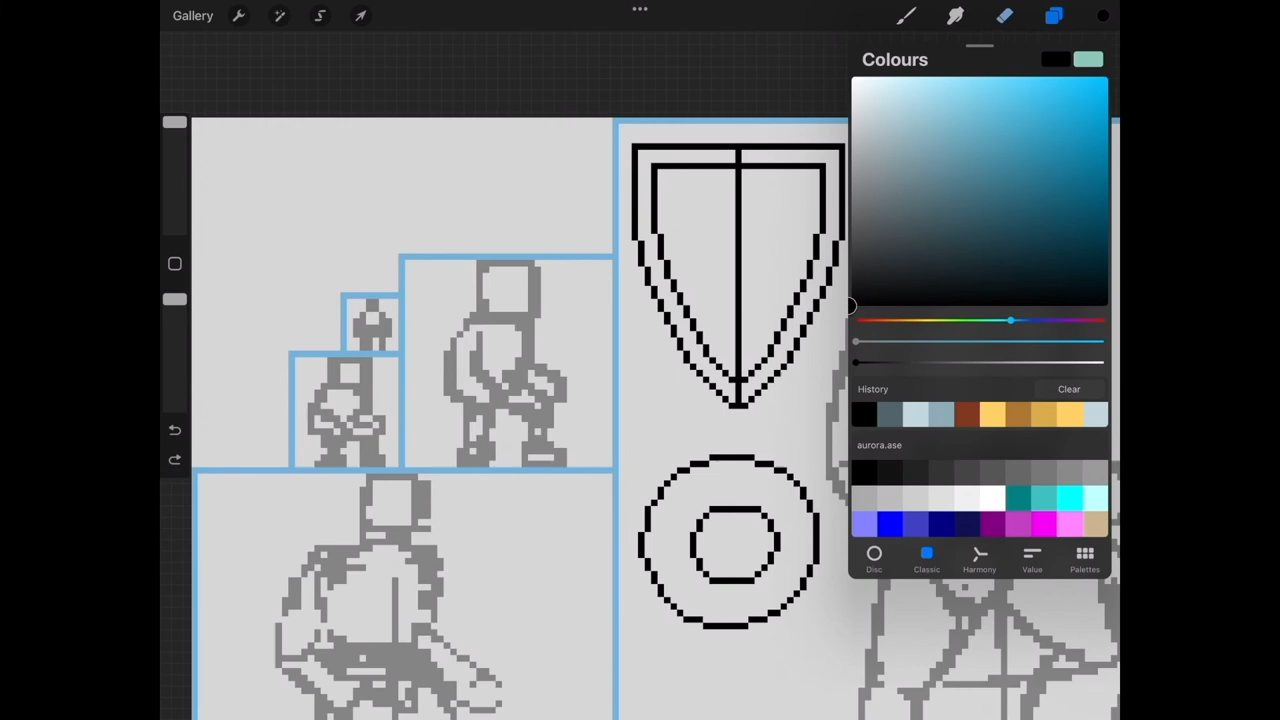 Gallery
Colours
History
Clear
aurora.ase
Disc
Classic
Harmony
Value
Palettes